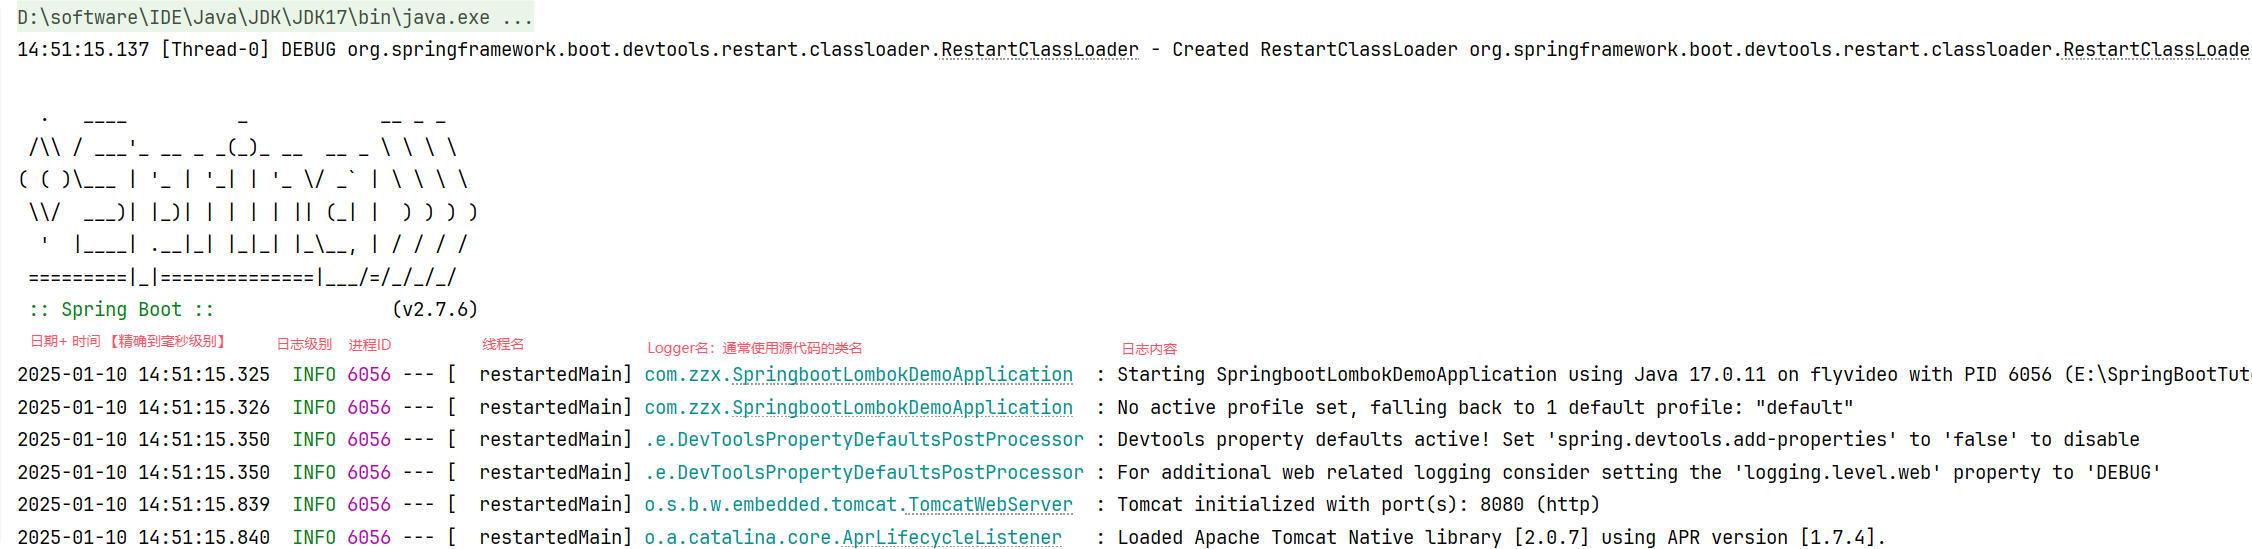 D:\software\IDE\Java\JDK\JDK17\bin\java.exe ...
14:51:15.137 [Thread-0] DEBUG org.springframework.boot.devtools.restart.classloader.RestartClassLoader - Created RestartClassLoader org.springframework.boot.devtools.restart.classloader.RestartClassLoade
  .   ____          _            __ _ _
 /\\ / ___'_ __ _ _(_)_ __  __ _ \ \ \ \
( ( )\___ | '_ | '_| | '_ \/ _` | \ \ \ \
 \\/  ___)| |_)| | | | | || (_| |  ) ) ) )
  '  |____| .__|_| |_|_| |_\__, | / / / /
 =========|_|==============|___/=/_/_/_/
 :: Spring Boot ::                (v2.7.6)
日期+ 时间 【精确到毫秒级别】 日志级别 进程ID 线程名 Logger名：通常使用源代码的类名 日志内容
2025-01-10 14:51:15.325  INFO 6056 --- [  restartedMain] com.zzx.SpringbootLombokDemoApplication  : Starting SpringbootLombokDemoApplication using Java 17.0.11 on flyvideo with PID 6056 (E:\SpringBootTut
2025-01-10 14:51:15.326  INFO 6056 --- [  restartedMain] com.zzx.SpringbootLombokDemoApplication  : No active profile set, falling back to 1 default profile: "default"
2025-01-10 14:51:15.350  INFO 6056 --- [  restartedMain] .e.DevToolsPropertyDefaultsPostProcessor : Devtools property defaults active! Set 'spring.devtools.add-properties' to 'false' to disable
2025-01-10 14:51:15.350  INFO 6056 --- [  restartedMain] .e.DevToolsPropertyDefaultsPostProcessor : For additional web related logging consider setting the 'logging.level.web' property to 'DEBUG'
2025-01-10 14:51:15.839  INFO 6056 --- [  restartedMain] o.s.b.w.embedded.tomcat.TomcatWebServer  : Tomcat initialized with port(s): 8080 (http)
2025-01-10 14:51:15.840  INFO 6056 --- [  restartedMain] o.a.catalina.core.AprLifecycleListener   : Loaded Apache Tomcat Native library [2.0.7] using APR version [1.7.4].